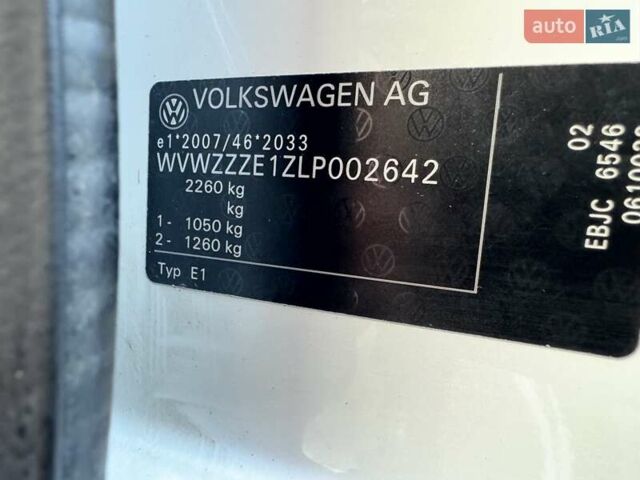 auto RIA.com
VOLKSWAGEN AG
e1*2007/46*2033
WVWZZZE1ZLP002642
2260 kg
kg
1- 1050 kg
2- 1260 kg
Typ E1
02
EBJC 6546